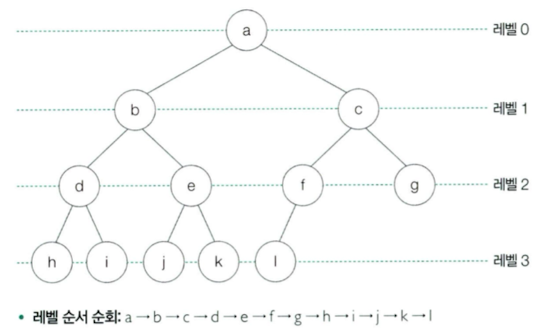 a 레벨 0
b c 레벨 1
d e f g 레벨 2
h i j k l 레벨 3
• 레벨 순서 순회: a → b → c → d → e → f → g → h → i → j → k → l